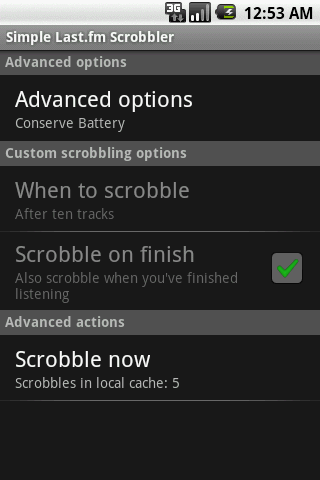 3G 12:53 AM
Simple Last.fm Scrobbler
Advanced options
Advanced options
Conserve Battery
Custom scrobbling options
When to scrobble
After ten tracks
Scrobble on finish
Also scrobble when you've finished
listening
Advanced actions
Scrobble now
Scrobbles in local cache: 5